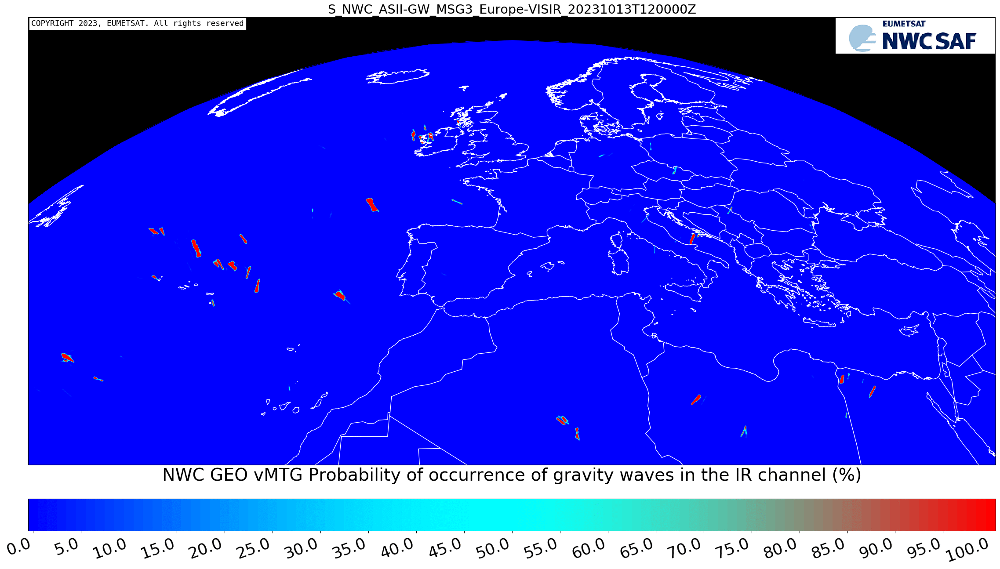 S_NWC_ASII-GW_MSG3_Europe-VISIR_20231013T120000Z
COPYRIGHT 2023, EUMETSAT. All rights reserved
EUMETSAT
NWC SAF
NWC GEO vMTG Probability of occurrence of gravity waves in the IR channel (%)
0.0 5.0 10.0 15.0 20.0 25.0 30.0 35.0 40.0 45.0 50.0 55.0 60.0 65.0 70.0 75.0 80.0 85.0 90.0 95.0 100.0